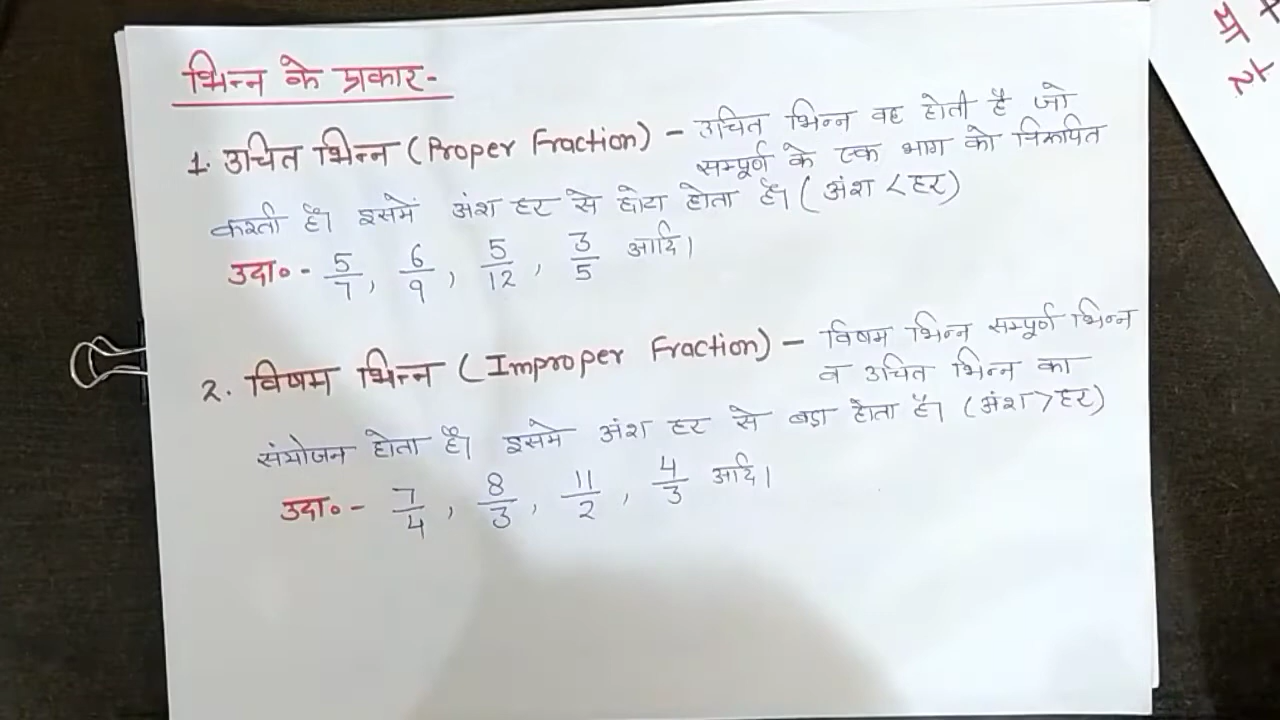 भिन्न के प्रकार-
1. उचित भिन्न (Proper Fraction) - उचित भिन्न वह होती है जो
सम्पूर्ण के एक भाग को निरूपित
करती है। इसमें अंश हर से छोटा होता है। (अंश < हर)
उदा०- 5/7, 6/9, 5/12, 3/5 आदि।
2. विषम भिन्न (Improper Fraction) - विषम भिन्न सम्पूर्ण भिन्न
व उचित भिन्न का
संयोजन होता है। इसमे अंश हर से बड़ा होता है। (अंश > हर)
उदा०- 7/4, 8/3, 11/2, 4/3 आदि।